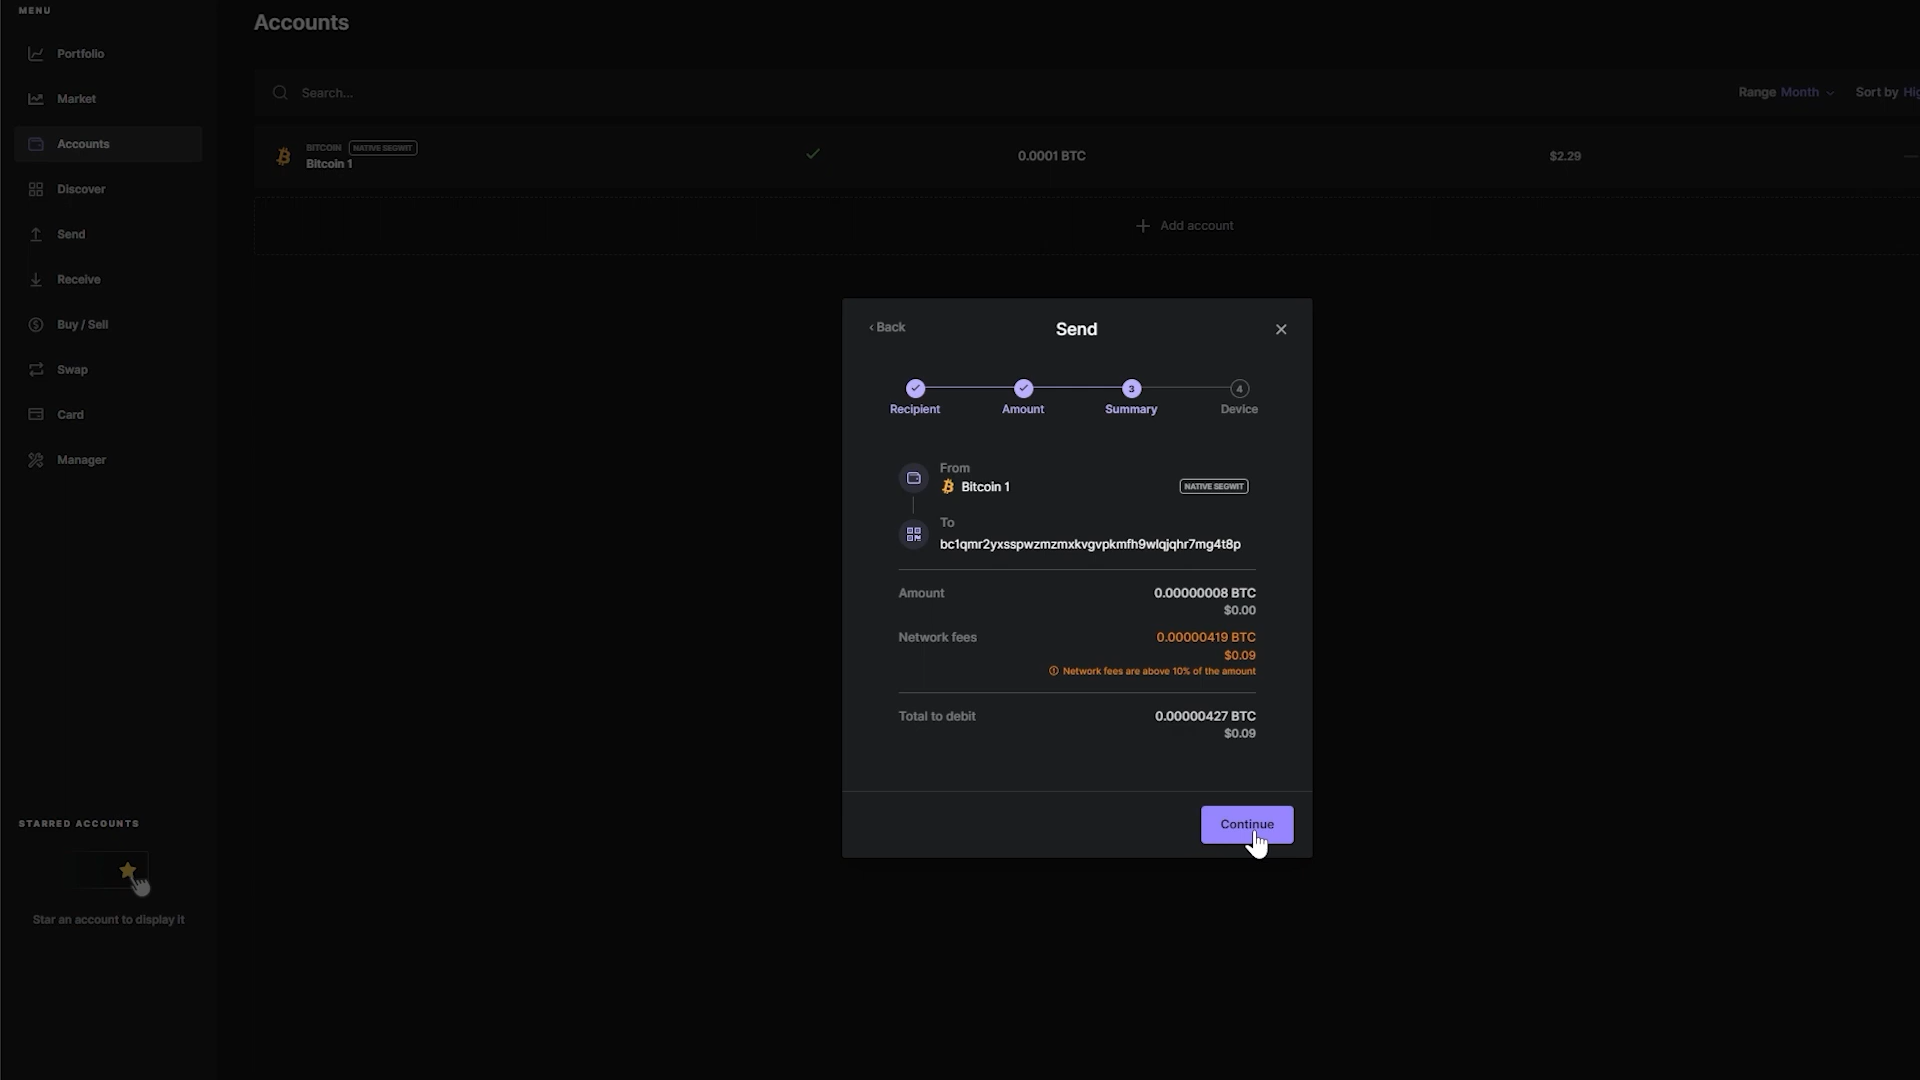 MENU
Portfolio
Market
Accounts
Discover
Send
Receive
Buy / Sell
Swap
Card
Manager
STARRED ACCOUNTS
Star an account to display it
Accounts
Search...
Range Month
Sort by
BITCOIN NATIVE SEGWIT
Bitcoin 1
0.0001 BTC
$2.29
Add account
‹ Back
Send
3
4
Recipient
Amount
Summary
Device
From
Bitcoin 1
NATIVE SEGWIT
To
bc1qmr2yxsspwzmzmxkvgvpkmfh9wlqjqhr7mg4t8p
Amount
0.00000008 BTC
$0.00
Network fees
0.00000419 BTC
$0.09
Network fees are above 10% of the amount
Total to debit
0.00000427 BTC
$0.09
Continue